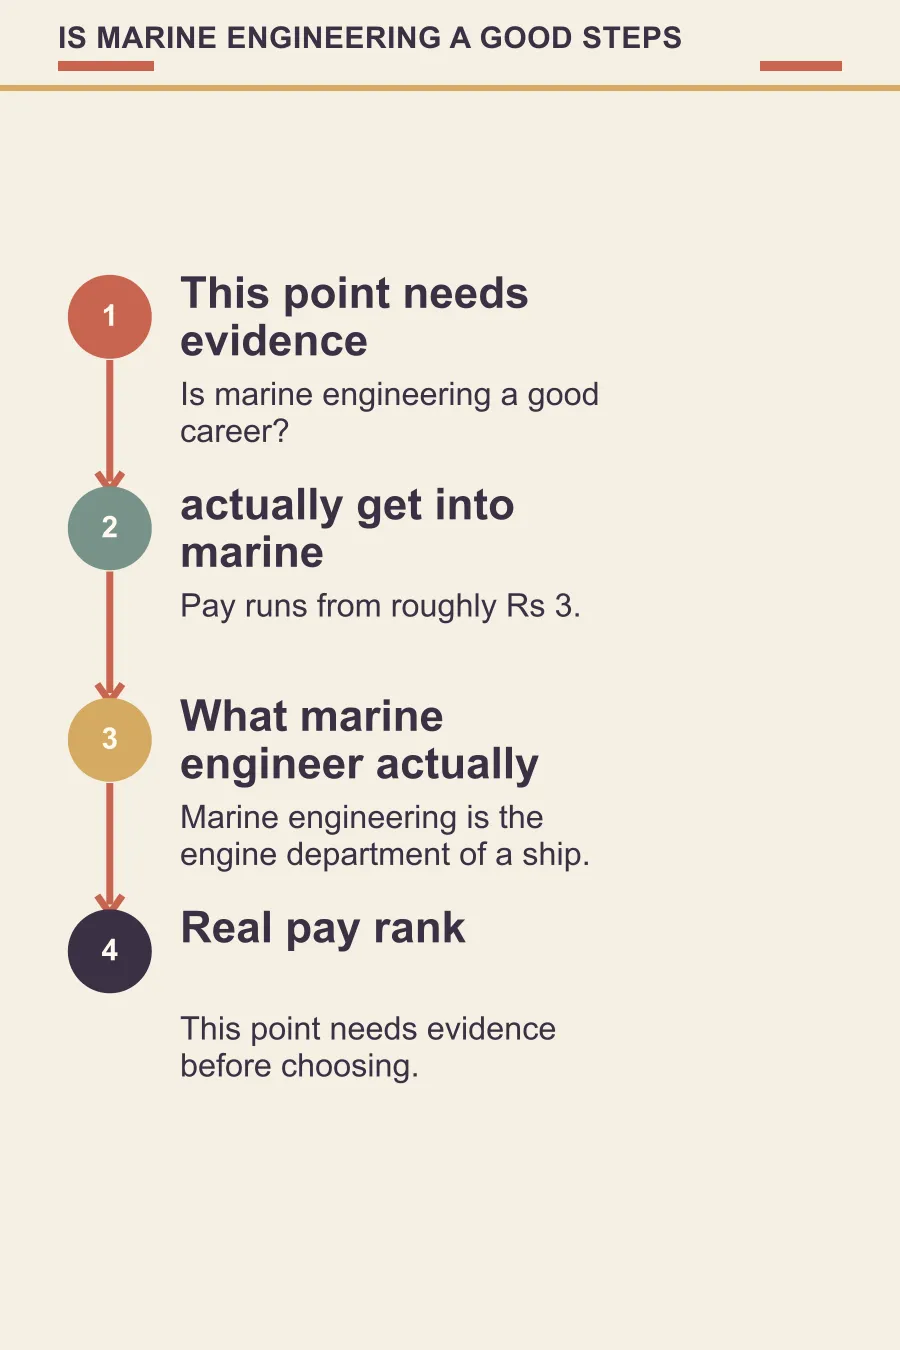 IS MARINE ENGINEERING A GOOD STEPS
1
This point needs
evidence
Is marine engineering a good
career?
2
actually get into
marine
Pay runs from roughly Rs 3.
3
What marine
engineer actually
Marine engineering is the
engine department of a ship.
4
Real pay rank
This point needs evidence
before choosing.